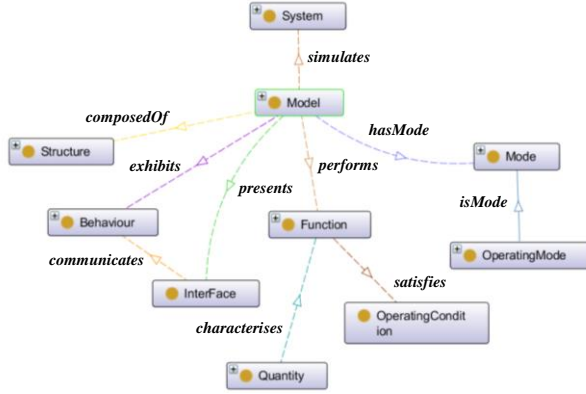 System
simulates
Model
composedOf
hasMode
Structure
exhibits
performs
Mode
presents
isMode
Behaviour
Function
communicates
OperatingMode
satisfies
InterFace
characterises
OperatingCondit
ion
Quantity